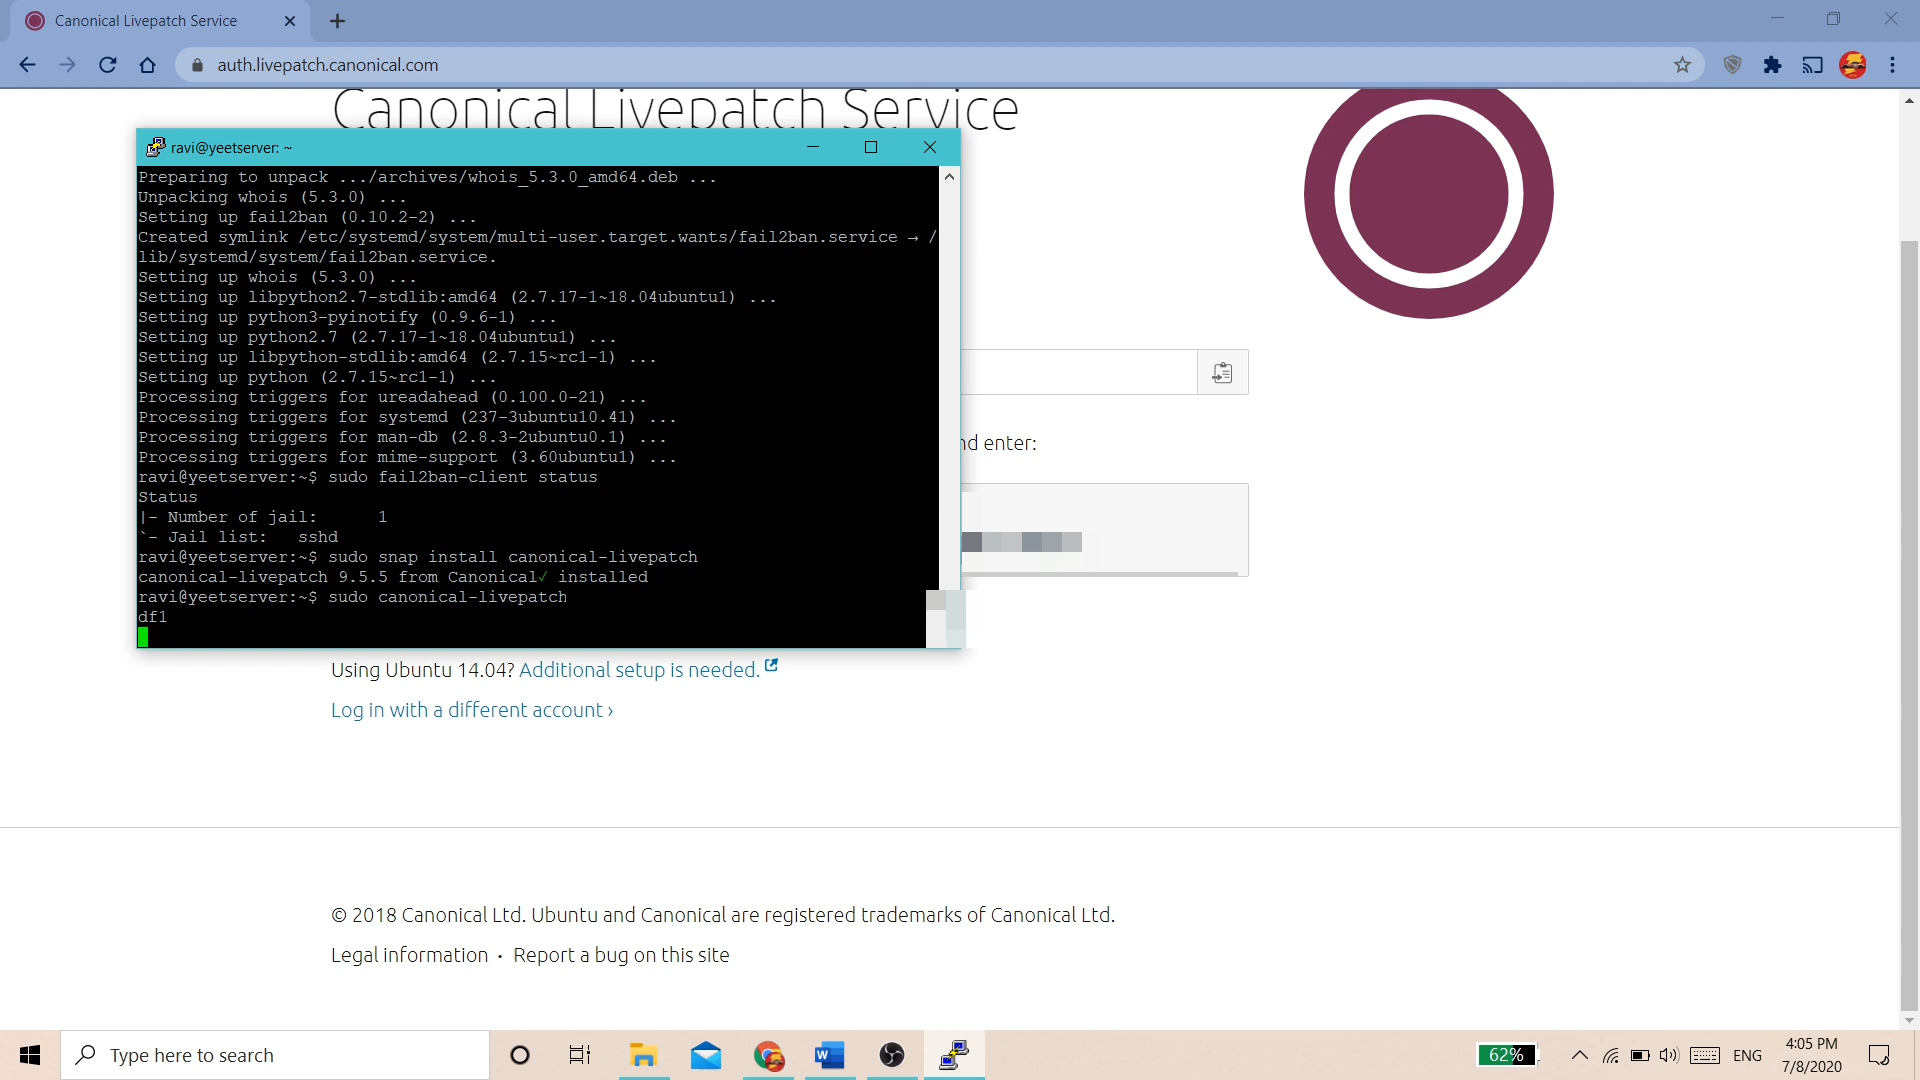 Canonical Livepatch Service
auth.livepatch.canonical.com
Canonical Livepatch Service
ravi@yeetserver: ~
Preparing to unpack .../archives/whois_5.3.0_amd64.deb ...
Unpacking whois (5.3.0) ...
Setting up fail2ban (0.10.2-2) ...
Created symlink /etc/systemd/system/multi-user.target.wants/fail2ban.service → /
lib/systemd/system/fail2ban.service.
Setting up whois (5.3.0) ...
Setting up libpython2.7-stdlib:amd64 (2.7.17-1~18.04ubuntu1) ...
Setting up python3-pyinotify (0.9.6-1) ...
Setting up python2.7 (2.7.17-1~18.04ubuntu1) ...
Setting up libpython-stdlib:amd64 (2.7.15~rc1-1) ...
Setting up python (2.7.15~rc1-1) ...
Processing triggers for ureadahead (0.100.0-21) ...
Processing triggers for systemd (237-3ubuntu10.41) ...
Processing triggers for man-db (2.8.3-2ubuntu0.1) ...
Processing triggers for mime-support (3.60ubuntu1) ...
ravi@yeetserver:~$ sudo fail2ban-client status
Status
|- Number of jail:      1
`- Jail list:   sshd
ravi@yeetserver:~$ sudo snap install canonical-livepatch
canonical-livepatch 9.5.5 from Canonical✓ installed
ravi@yeetserver:~$ sudo canonical-livepatch
df1
nd enter:
Using Ubuntu 14.04? Additional setup is needed.
Log in with a different account ›
© 2018 Canonical Ltd. Ubuntu and Canonical are registered trademarks of Canonical Ltd.
Legal information · Report a bug on this site
Type here to search
62%
ENG
4:05 PM
7/8/2020